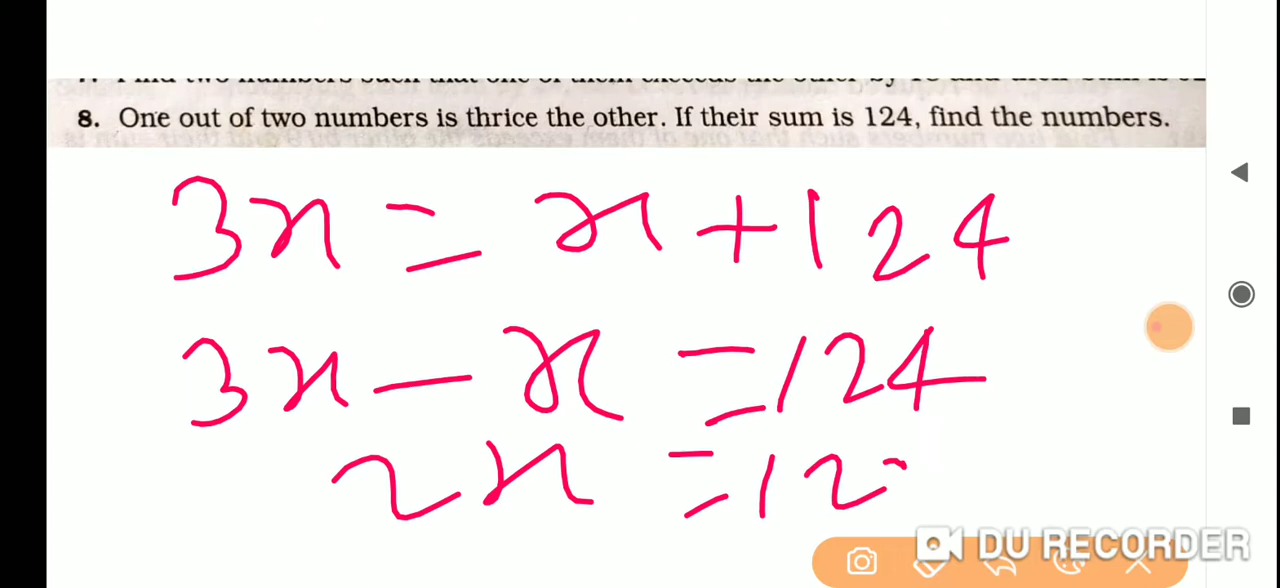 8. One out of two numbers is thrice the other. If their sum is 124, find the numbers.
3x = x + 124
3x - x = 124
2x = 12
DU RECORDER